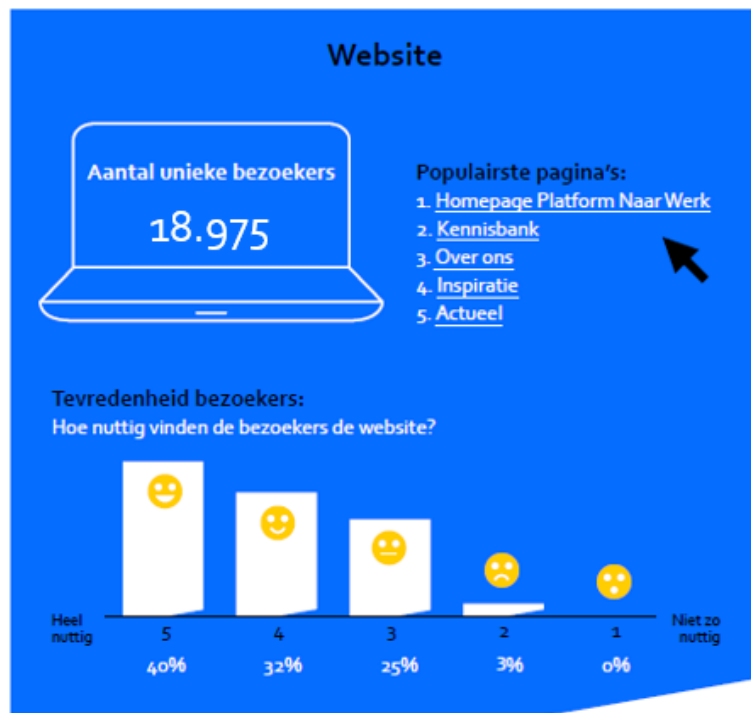 Website
Aantal unieke bezoekers
18.975
Populairste pagina's:
1. Homepage Platform Naar Werk
2. Kennisbank
3. Over ons
4. Inspiratie
5. Actueel
Tevredenheid bezoekers:
Hoe nuttig vinden de bezoekers de website?
Heel nuttig
5 4 3 2 1
Niet zo nuttig
40% 32% 25% 3% 0%